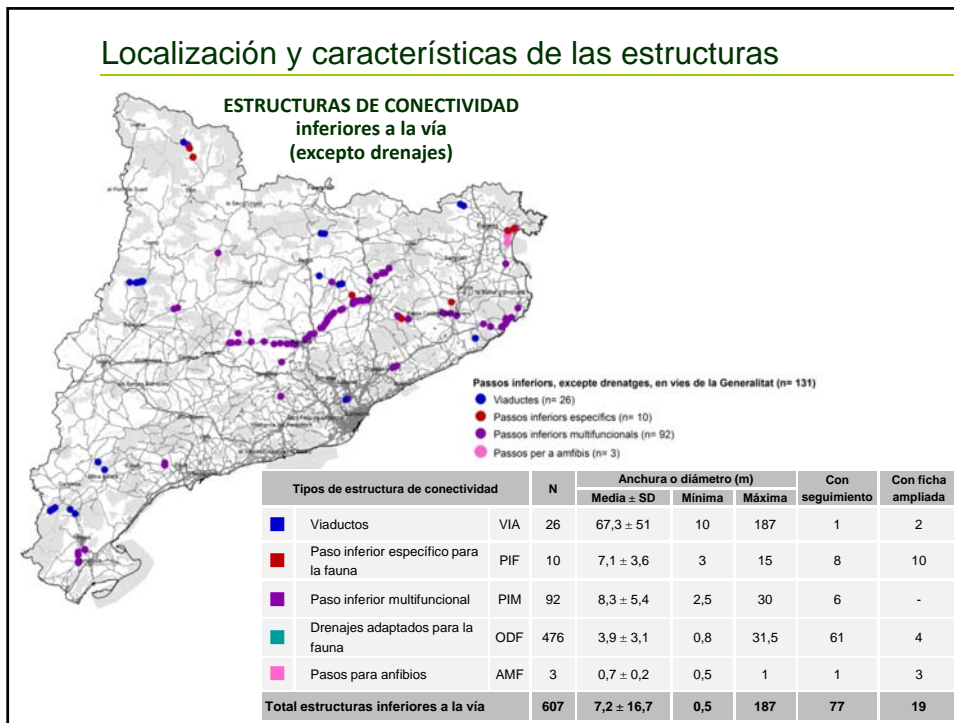 Localización y características de las estructuras
ESTRUCTURAS DE CONECTIVIDAD
inferiores a la vía
(excepto drenajes)
Passos inferiors, excepte drenatges, en vies de la Generalitat (n= 131)
Viaductes (n= 26)
Passos inferiors específics (n= 10)
Passos inferiors multifuncionals (n= 92)
Passos per a amfibis (n= 3)
Tipos de estructura de conectividad N Anchura o diámetro (m) Con seguimiento Con ficha ampliada
Media ± SD Mínima Máxima
Viaductos VIA 26 67,3 ± 51 10 187 1 2
Paso inferior específico para la fauna PIF 10 7,1 ± 3,6 3 15 8 10
Paso inferior multifuncional PIM 92 8,3 ± 5,4 2,5 30 6 -
Drenajes adaptados para la fauna ODF 476 3,9 ± 3,1 0,8 31,5 61 4
Pasos para anfibios AMF 3 0,7 ± 0,2 0,5 1 1 3
Total estructuras inferiores a la vía 607 7,2 ± 16,7 0,5 187 77 19